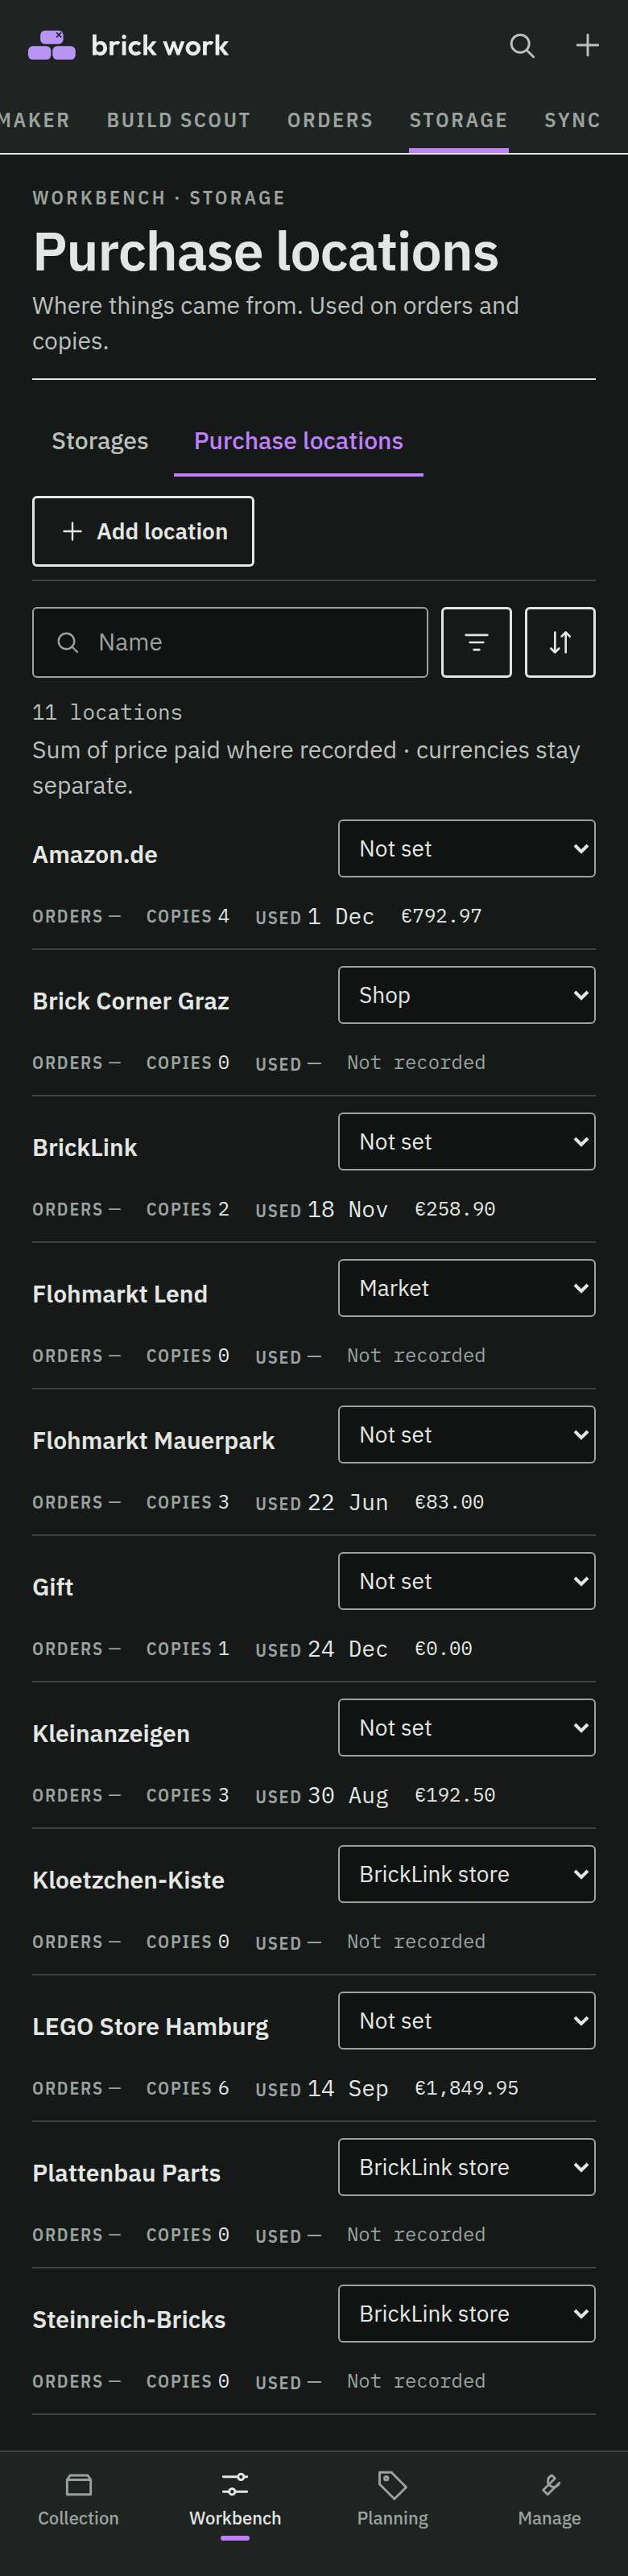 brick work
MAKER BUILD SCOUT ORDERS STORAGE SYNC
WORKBENCH · STORAGE
Purchase locations
Where things came from. Used on orders and
copies.
Storages Purchase locations
Add location
Name
11 locations
Sum of price paid where recorded · currencies stay
separate.
Amazon.de Not set
ORDERS — COPIES 4 USED 1 Dec €792.97
Brick Corner Graz Shop
ORDERS — COPIES 0 USED — Not recorded
BrickLink Not set
ORDERS — COPIES 2 USED 18 Nov €258.90
Flohmarkt Lend Market
ORDERS — COPIES 0 USED — Not recorded
Flohmarkt Mauerpark Not set
ORDERS — COPIES 3 USED 22 Jun €83.00
Gift Not set
ORDERS — COPIES 1 USED 24 Dec €0.00
Kleinanzeigen Not set
ORDERS — COPIES 3 USED 30 Aug €192.50
Kloetzchen-Kiste BrickLink store
ORDERS — COPIES 0 USED — Not recorded
LEGO Store Hamburg Not set
ORDERS — COPIES 6 USED 14 Sep €1,849.95
Plattenbau Parts BrickLink store
ORDERS — COPIES 0 USED — Not recorded
Steinreich-Bricks BrickLink store
ORDERS — COPIES 0 USED — Not recorded
Collection Workbench Planning Manage